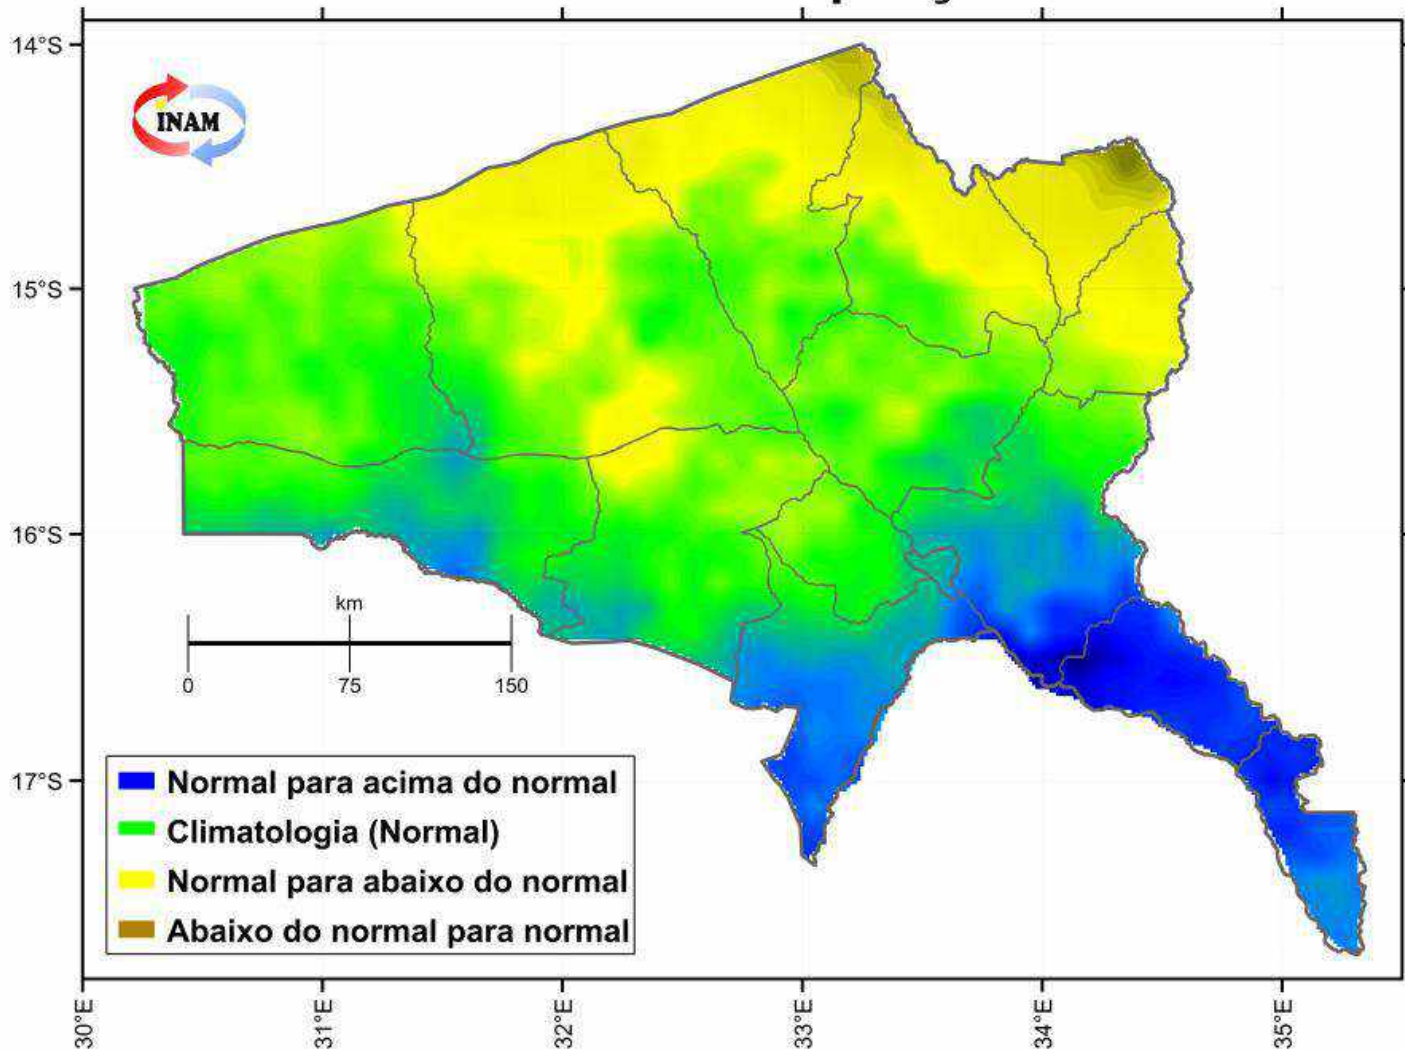 14°S
INAM
15°S
16°S
km
0 75 150
17°S
Normal para acima do normal
Climatologia (Normal)
Normal para abaixo do normal
Abaixo do normal para normal
30°E 31°E 32°E 33°E 34°E 35°E